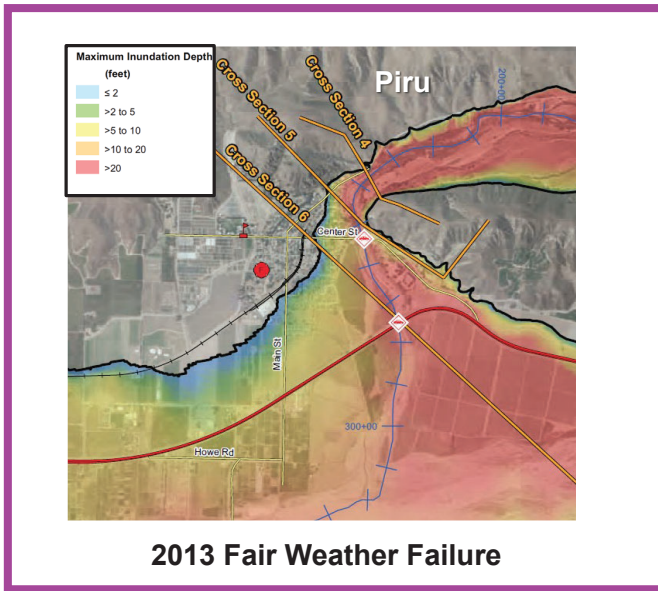 Maximum Inundation Depth
(feet)
≤ 2
>2 to 5
>5 to 10
>10 to 20
>20
Cross Section 5
Cross Section 4
Piru
200+00
Cross Section 6
Center St
Main St
300+00
Howe Rd
2013 Fair Weather Failure